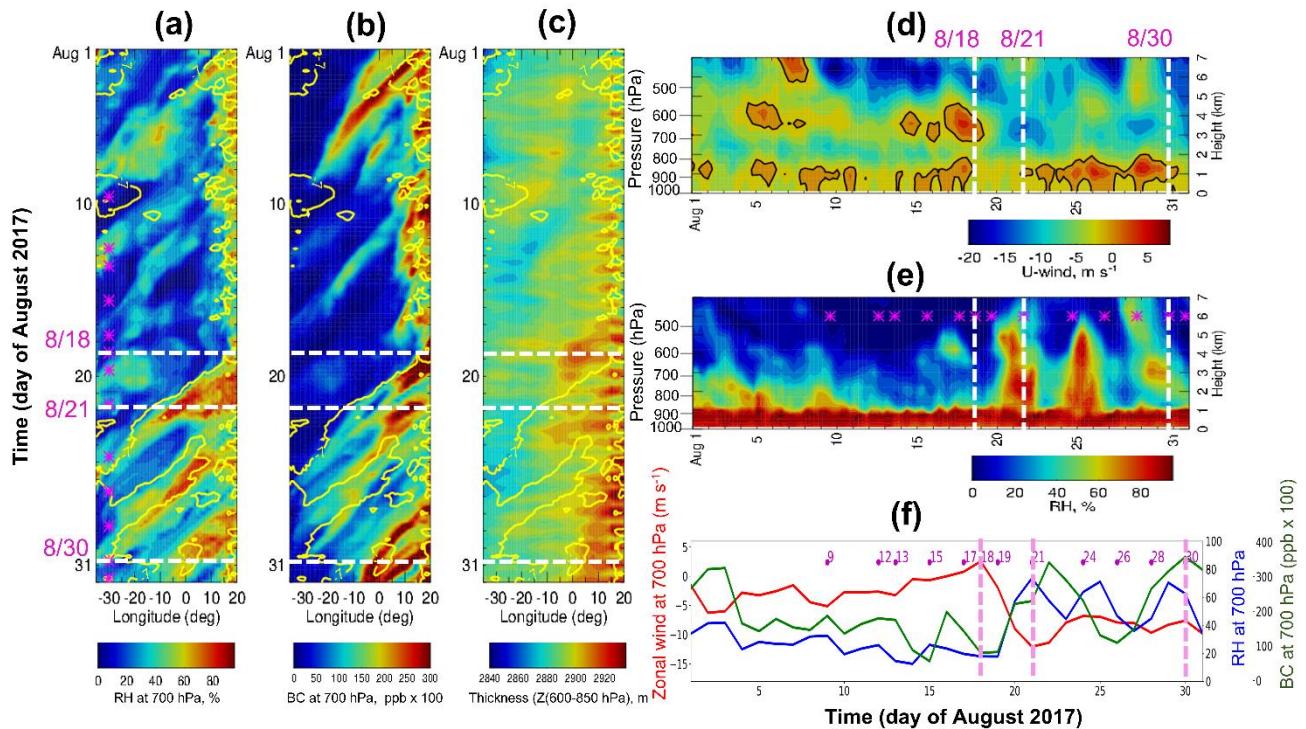 (a)
(b)
(c)
(d)
8/18 8/21 8/30
Aug 1
10
20
31
8/18
8/21
8/30
Time (day of August 2017)
-7
-30 -20 -10 0 10 20
Longitude (deg)
0 20 40 60 80
RH at 700 hPa, %
Aug 1
10
20
31
-7
-30 -20 -10 0 10 20
Longitude (deg)
0 50 100 150 200 250 300
BC at 700 hPa, ppb x 100
Aug 1
10
20
31
-7
-30 -20 -10 0 10 20
Longitude (deg)
2840 2860 2880 2900 2920
Thickness (Z(600-850 hPa), m
Pressure (hPa)
500
600
700
800
900
1000
Height (km)
7
6
5
4
3
2
1
0
Aug 1 5 10 15 20 25 31
-20 -15 -10 -5 0 5
U-wind, m s⁻¹
(e)
Pressure (hPa)
500
600
700
800
900
1000
Height (km)
7
6
5
4
3
2
1
0
Aug 1 5 10 15 20 25 31
0 20 40 60 80
RH, %
(f)
Zonal wind at 700 hPa (m s⁻¹)
5
0
−5
−10
−15
9 12 13 15 17 18 19 21 24 26 28 30
100
80
60
40
20
0
RH at 700 hPa
400
300
200
100
-0
BC at 700 hPa (ppb x 100)
5 10 15 20 25 30
Time (day of August 2017)